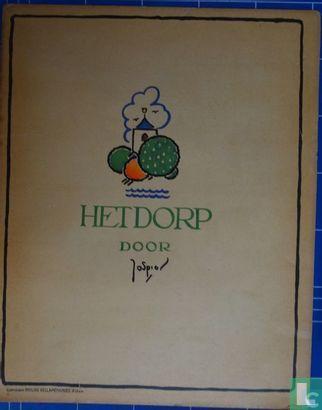 HET DORP
DOOR
Jo Spier